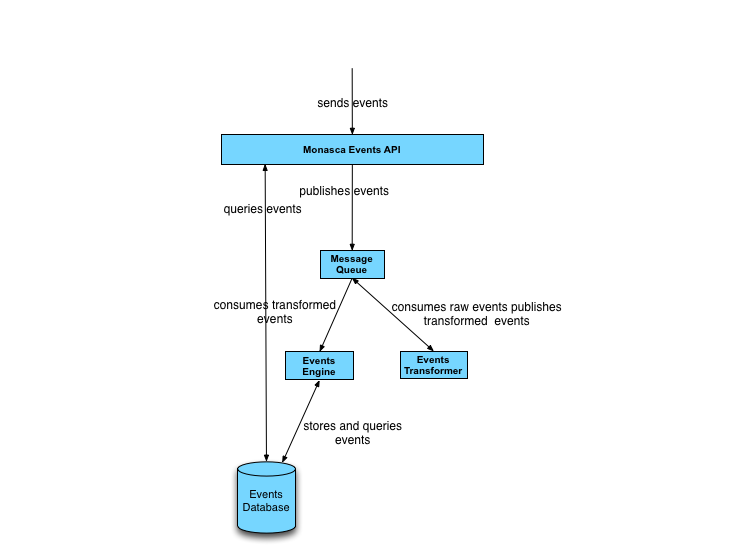 sends events
Monasca Events API
publishes events
queries events
Message
Queue
consumes transformed
events
consumes raw events publishes
transformed events
Events
Engine
Events
Transformer
stores and queries
events
Events
Database